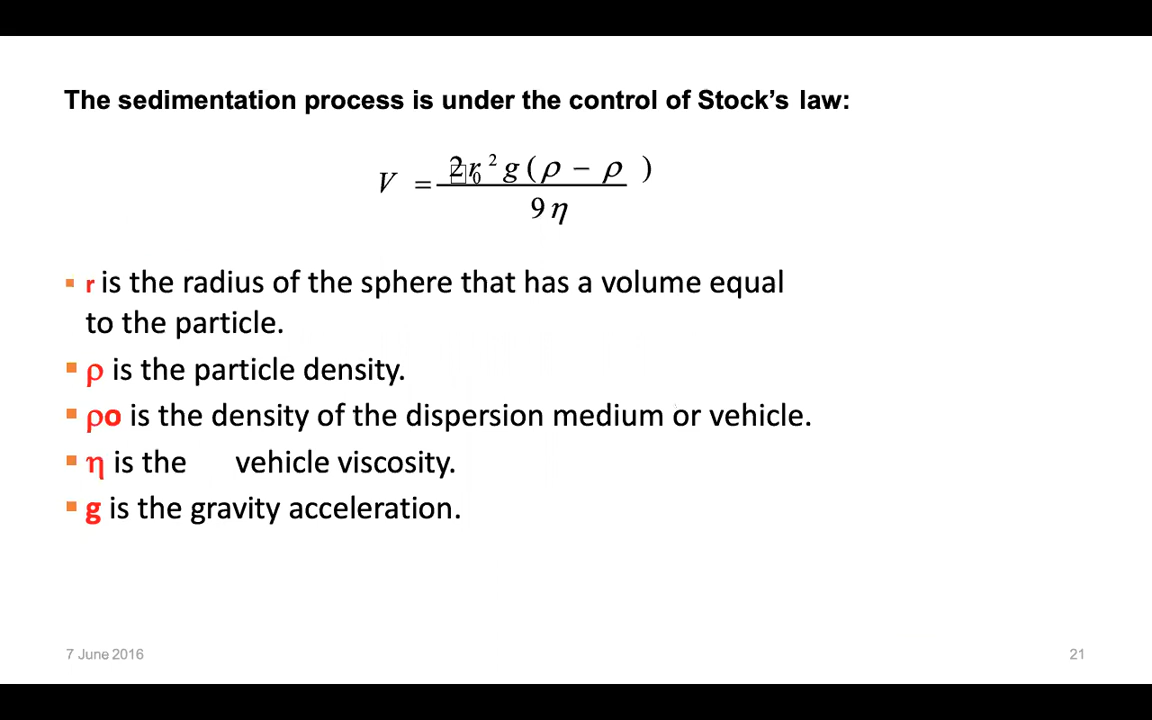 The sedimentation process is under the control of Stock’s law:
V = 2r₀² g(ρ − ρ )
9η
▪ r is the radius of the sphere that has a volume equal
to the particle.
▪ ρ is the particle density.
▪ ρo is the density of the dispersion medium or vehicle.
▪ η is the vehicle viscosity.
▪ g is the gravity acceleration.
7 June 2016
21